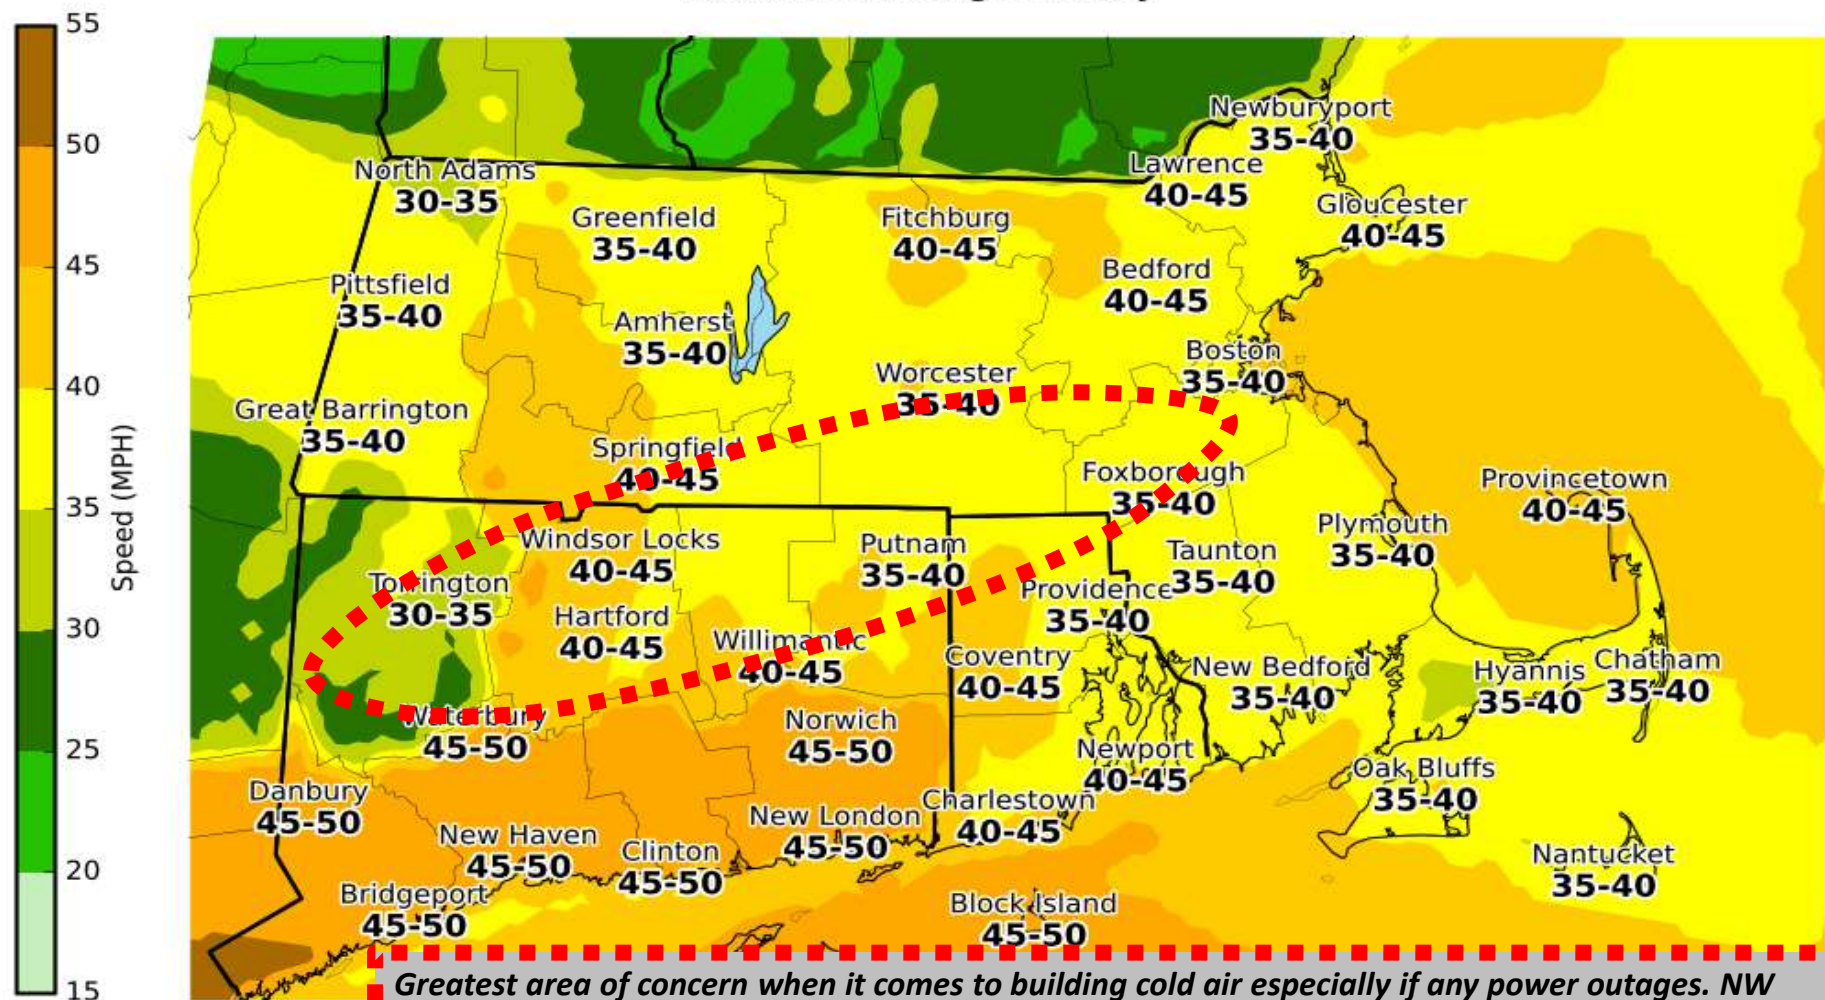 55
50
45
40
35
30
25
20
15
Speed (MPH)
Newburyport
35-40
North Adams
30-35
Lawrence
40-45
Greenfield
35-40
Fitchburg
40-45
Gloucester
40-45
Pittsfield
35-40
Bedford
40-45
Amherst
35-40
Boston
35-40
Worcester
35-40
Great Barrington
35-40
Springfield
40-45
Foxborough
35-40
Provincetown
40-45
Windsor Locks
40-45
Putnam
35-40
Taunton
35-40
Plymouth
35-40
Torrington
30-35
Providence
35-40
Hartford
40-45
Willimantic
40-45
Coventry
40-45
New Bedford
35-40
Hyannis
35-40
Chatham
35-40
Waterbury
45-50
Norwich
45-50
Newport
40-45
Oak Bluffs
35-40
Danbury
45-50
New Haven
45-50
Clinton
45-50
New London
45-50
Charlestown
40-45
Nantucket
35-40
Bridgeport
45-50
Block Island
45-50
Greatest area of concern when it comes to building cold air especially if any power outages. NW